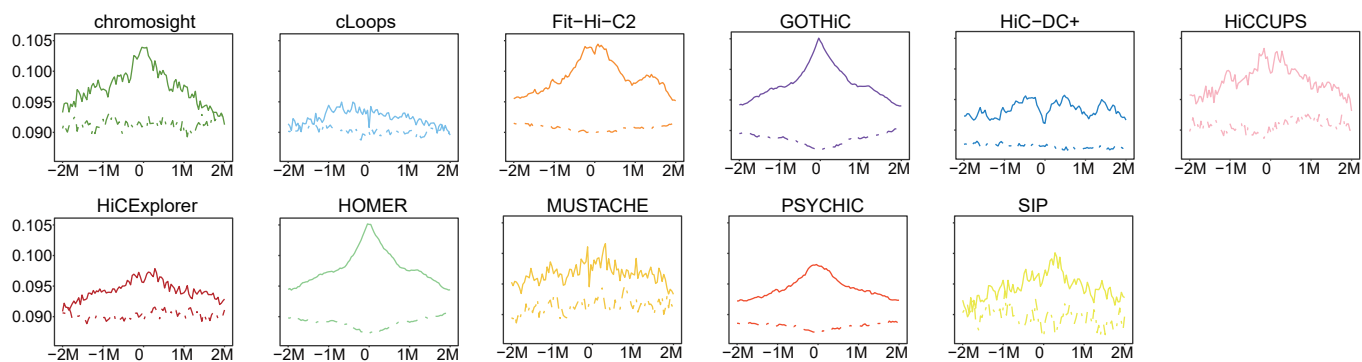 chromosight cLoops Fit−Hi−C2 GOTHiC HiC−DC+ HiCCUPS
0.105
0.100
0.095
0.090
−2M −1M 0 1M 2M −2M −1M 0 1M 2M −2M −1M 0 1M 2M −2M −1M 0 1M 2M −2M −1M 0 1M 2M −2M −1M 0 1M 2M
HiCExplorer HOMER MUSTACHE PSYCHIC SIP
0.105
0.100
0.095
0.090
−2M −1M 0 1M 2M −2M −1M 0 1M 2M −2M −1M 0 1M 2M −2M −1M 0 1M 2M −2M −1M 0 1M 2M